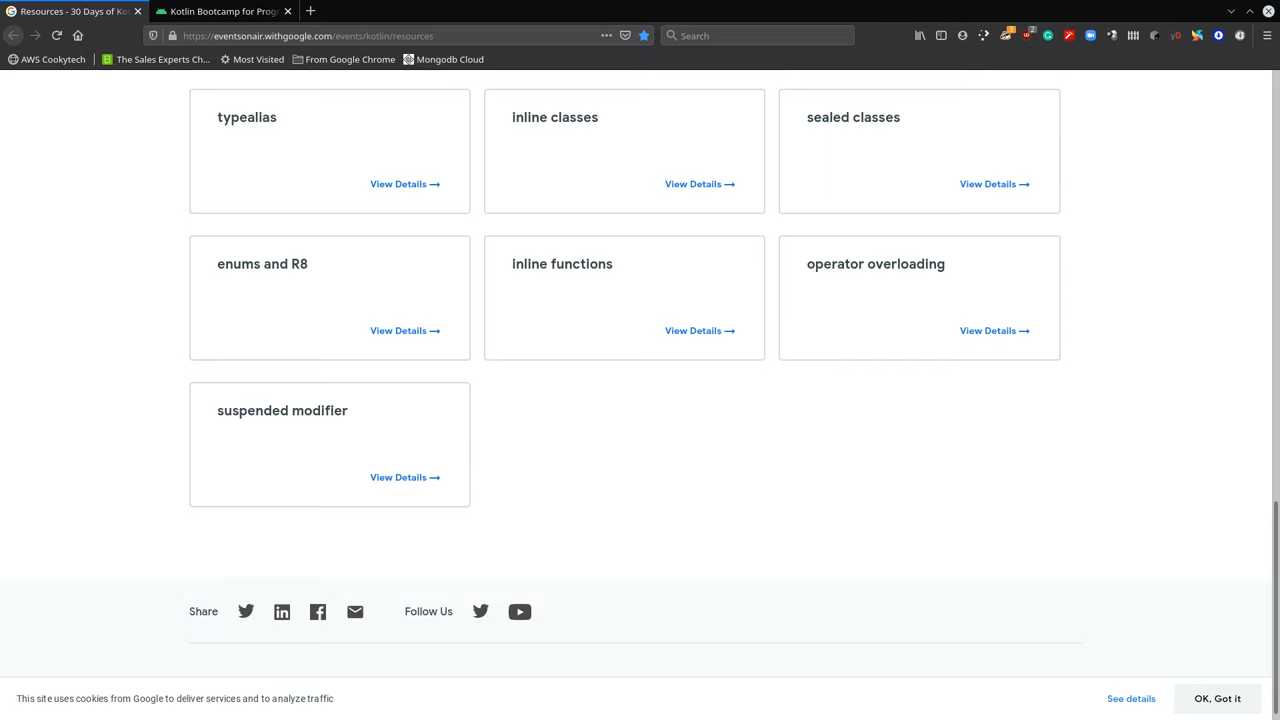 Resources - 30 Days of Ko
Kotlin Bootcamp for Progr
https://eventsonair.withgoogle.com/events/kotlin/resources
Search
AWS Cookytech
The Sales Experts Ch…
Most Visited
From Google Chrome
Mongodb Cloud
typealias
inline classes
sealed classes
View Details
View Details
View Details
enums and R8
inline functions
operator overloading
View Details
View Details
View Details
suspended modifier
View Details
Share
Follow Us
This site uses cookies from Google to deliver services and to analyze traffic
See details
OK, Got it